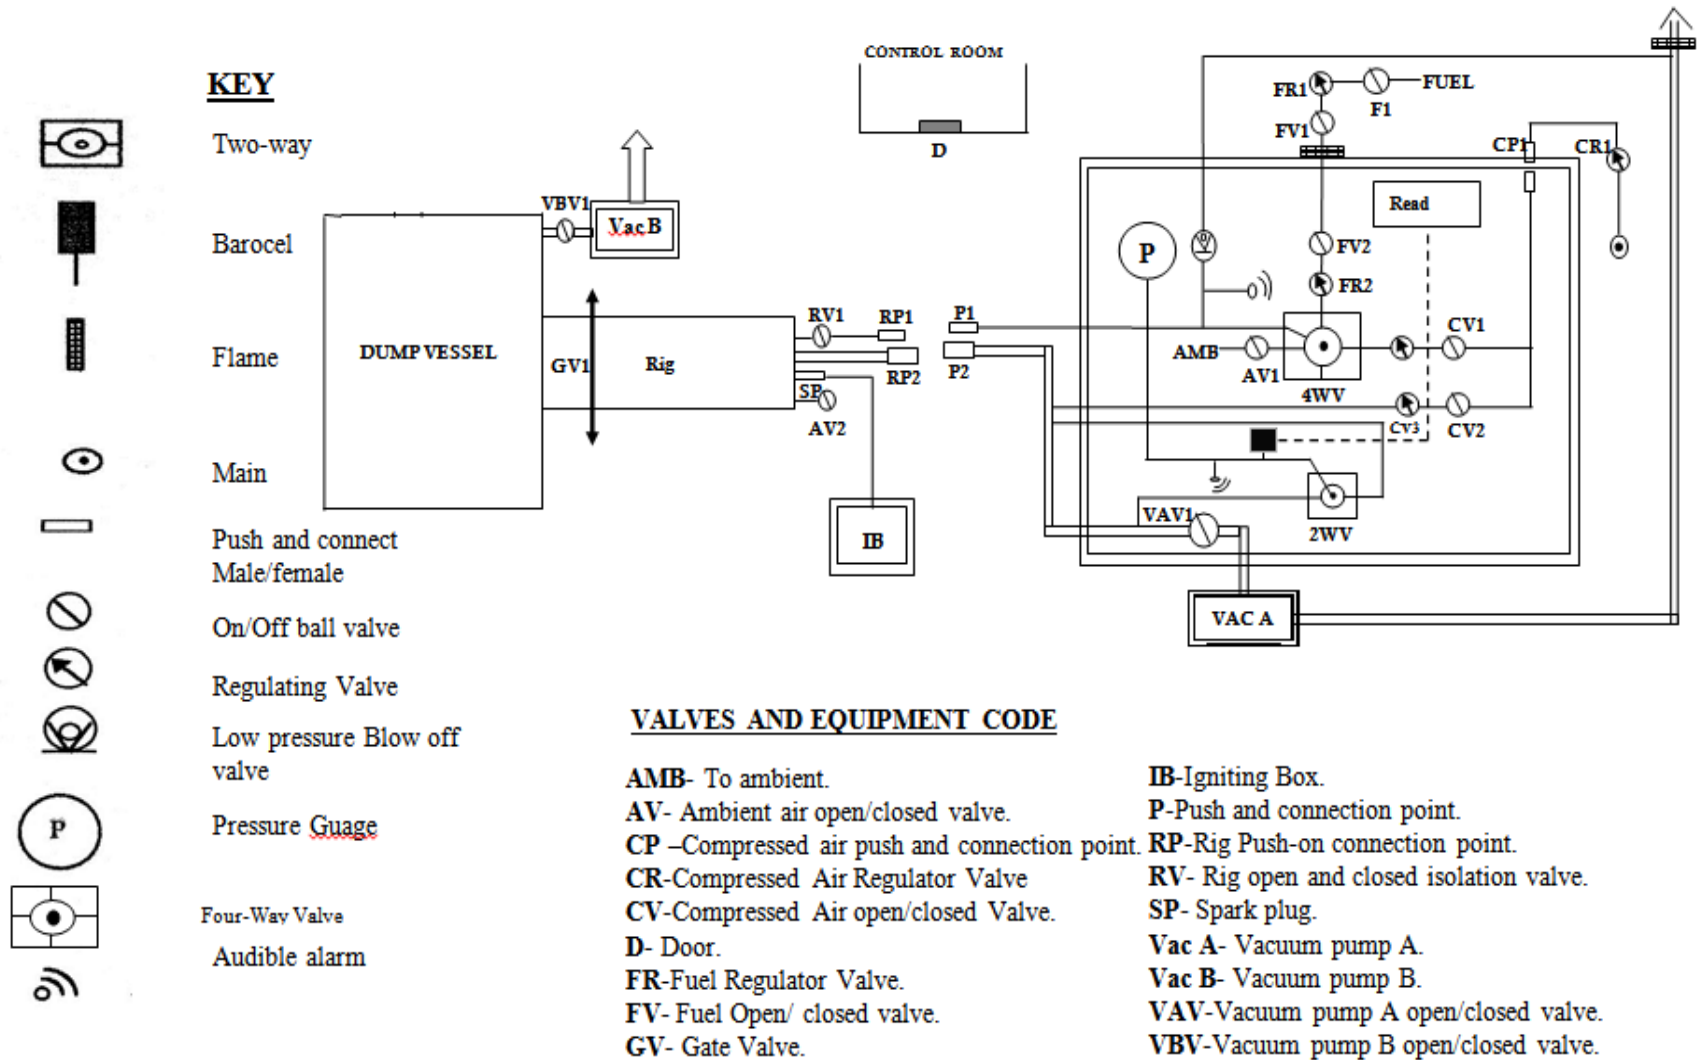 KEY
Two-way
Barocel
Flame
Main
Push and connect
Male/female
On/Off ball valve
Regulating Valve
Low pressure Blow off
valve
P
Pressure Guage
Four-Way Valve
Audible alarm
CONTROL ROOM
D
VBV1
Vac B
DUMP VESSEL
GV1
Rig
RV1
RP1
RP2
SP
AV2
IB
P1
P2
FR1
F1
FUEL
FV1
CP1
CR1
Read
P
FV2
FR2
AMB
AV1
4WV
CV1
CV3
CV2
VAV1
2WV
VAC A
VALVES AND EQUIPMENT CODE
AMB- To ambient.
AV- Ambient air open/closed valve.
CP –Compressed air push and connection point.
CR-Compressed Air Regulator Valve
CV-Compressed Air open/closed Valve.
D- Door.
FR-Fuel Regulator Valve.
FV- Fuel Open/ closed valve.
GV- Gate Valve.
IB-Igniting Box.
P-Push and connection point.
RP-Rig Push-on connection point.
RV- Rig open and closed isolation valve.
SP- Spark plug.
Vac A- Vacuum pump A.
Vac B- Vacuum pump B.
VAV-Vacuum pump A open/closed valve.
VBV-Vacuum pump B open/closed valve.